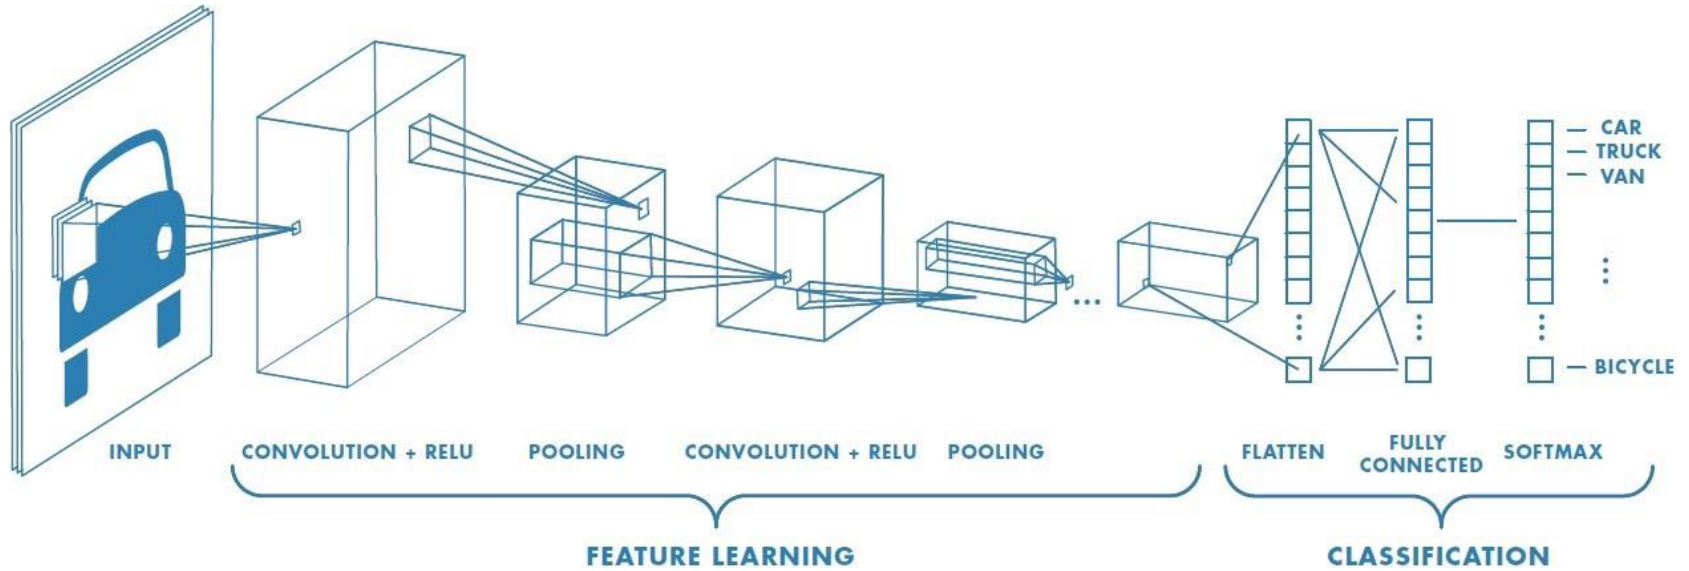 CAR
TRUCK
VAN
BICYCLE
INPUT
CONVOLUTION + RELU
POOLING
CONVOLUTION + RELU
POOLING
FLATTEN
FULLY
CONNECTED
SOFTMAX
FEATURE LEARNING
CLASSIFICATION